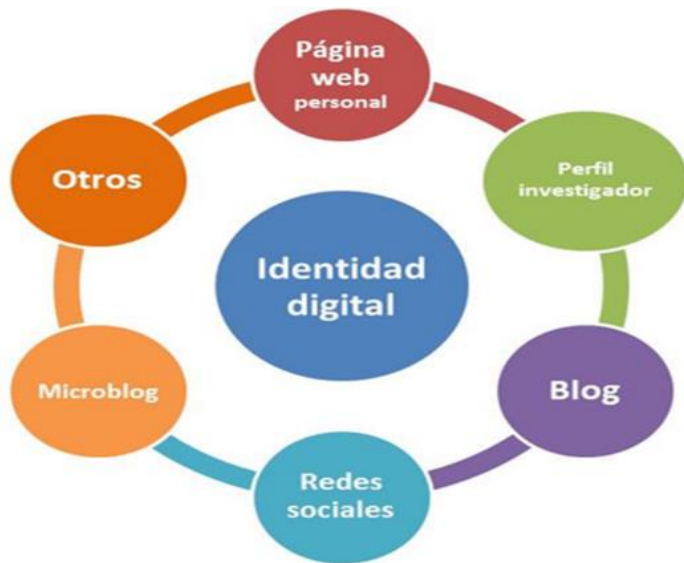 Página
web
personal
Perfil
investigador
Blog
Redes
sociales
Microblog
Otros
Identidad
digital